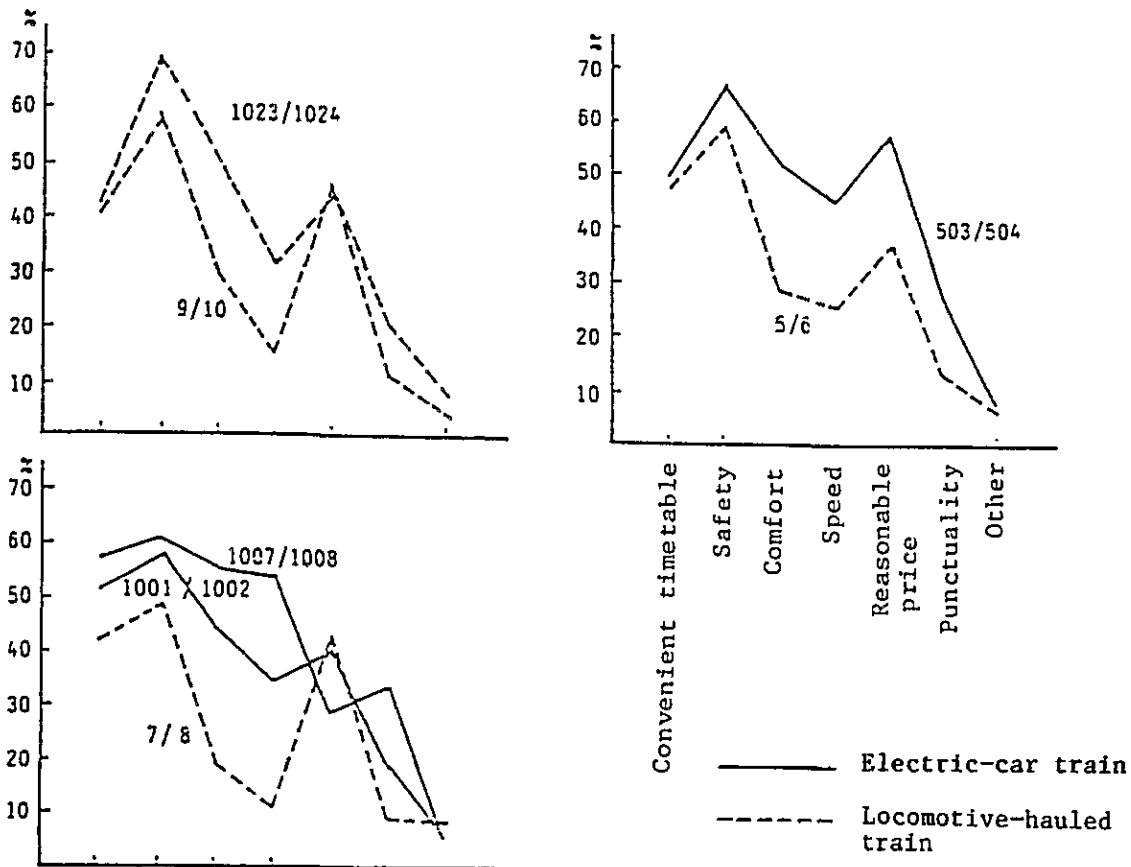 %
70
60
50
40
30
20
10
1023/1024
9/10
%
70
60
50
40
30
20
10
503/504
5/6
Convenient timetable
Safety
Comfort
Speed
Reasonable
price
Punctuality
Other
%
70
60
50
40
30
20
10
1007/1008
1001 / 1002
7/8
Electric-car train
Locomotive-hauled
train